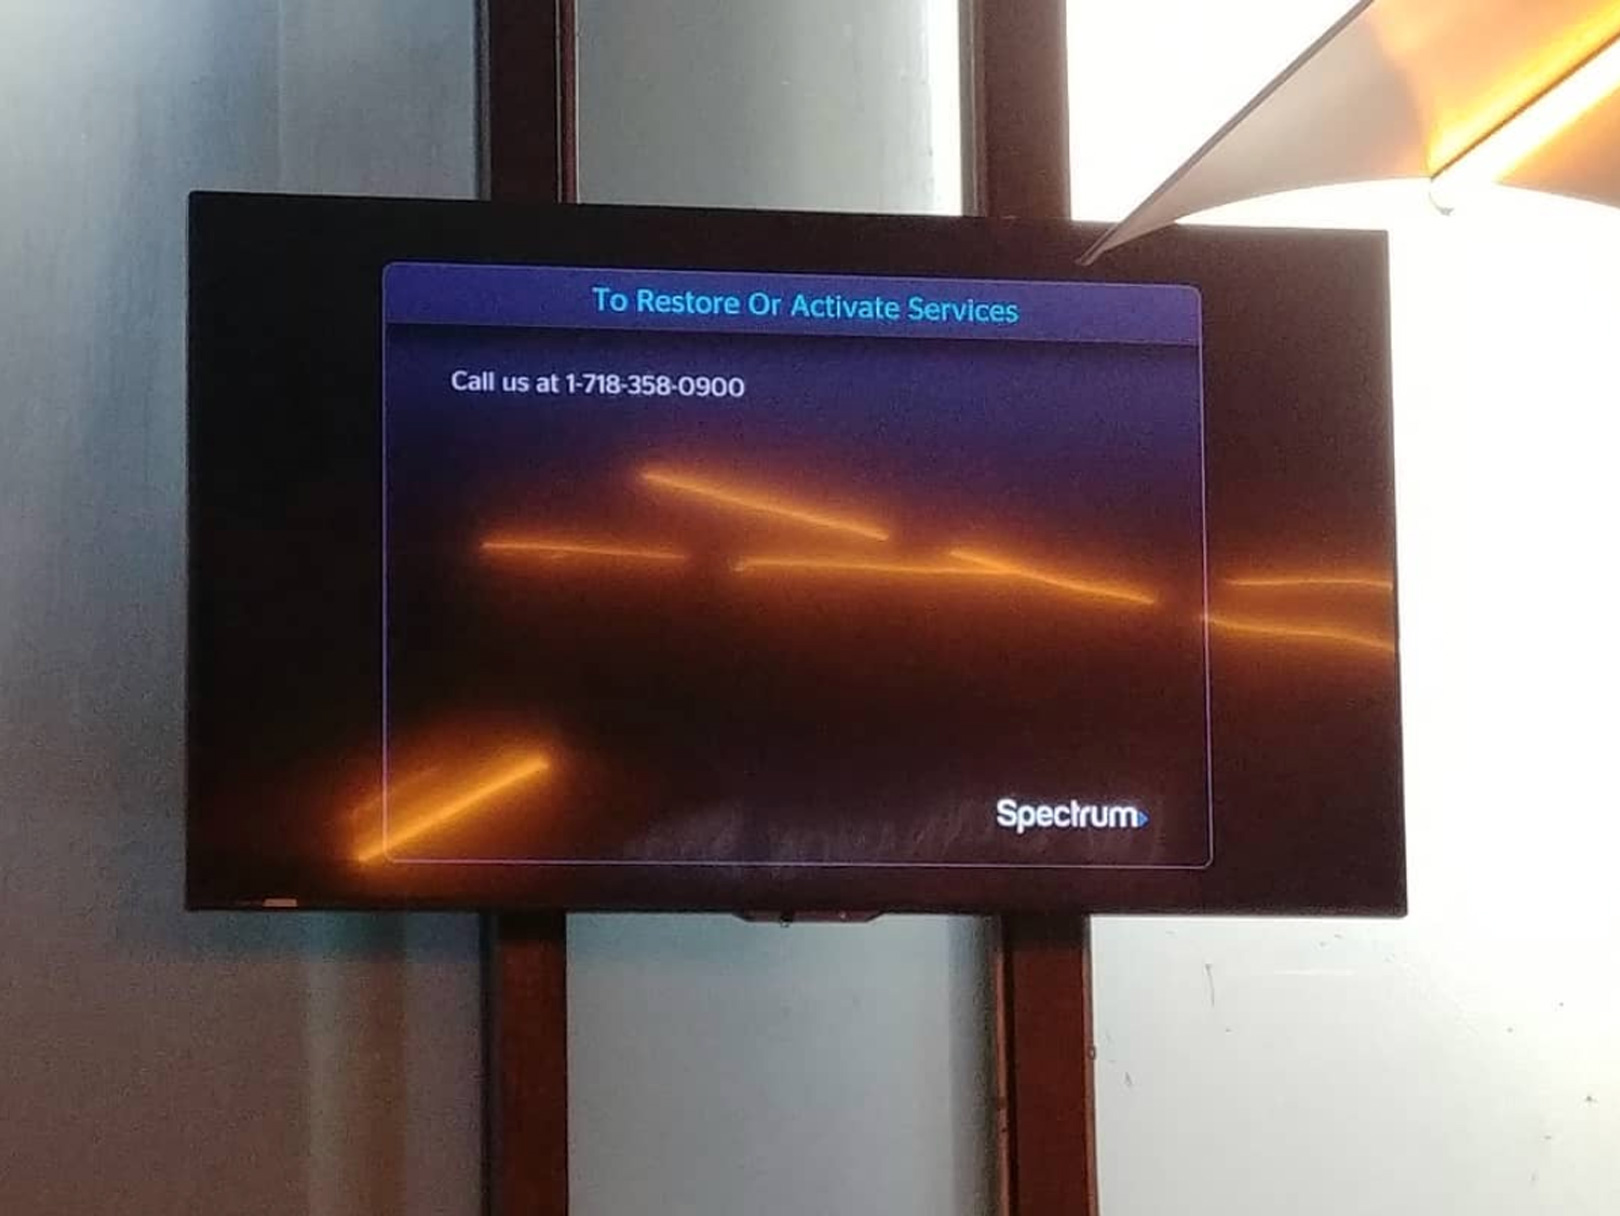 To Restore Or Activate Services
Call us at 1-718-358-0900
Spectrum